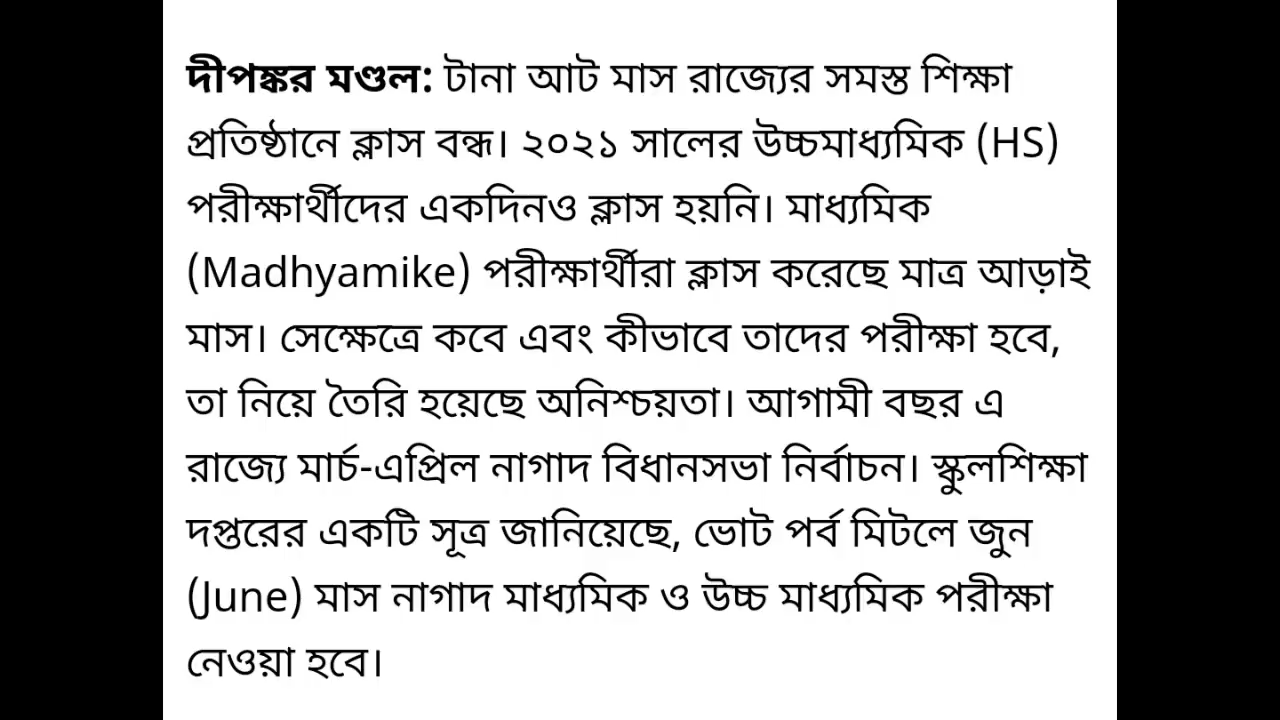 দীপঙ্কর মণ্ডল: টানা আট মাস রাজ্যের সমস্ত শিক্ষা
প্রতিষ্ঠানে ক্লাস বন্ধ। ২০২১ সালের উচ্চমাধ্যমিক (HS)
পরীক্ষার্থীদের একদিনও ক্লাস হয়নি। মাধ্যমিক
(Madhyamike) পরীক্ষার্থীরা ক্লাস করেছে মাত্র আড়াই
মাস। সেক্ষেত্রে কবে এবং কীভাবে তাদের পরীক্ষা হবে,
তা নিয়ে তৈরি হয়েছে অনিশ্চয়তা। আগামী বছর এ
রাজ্যে মার্চ-এপ্রিল নাগাদ বিধানসভা নির্বাচন। স্কুলশিক্ষা
দপ্তরের একটি সূত্র জানিয়েছে, ভোট পর্ব মিটলে জুন
(June) মাস নাগাদ মাধ্যমিক ও উচ্চ মাধ্যমিক পরীক্ষা
নেওয়া হবে।